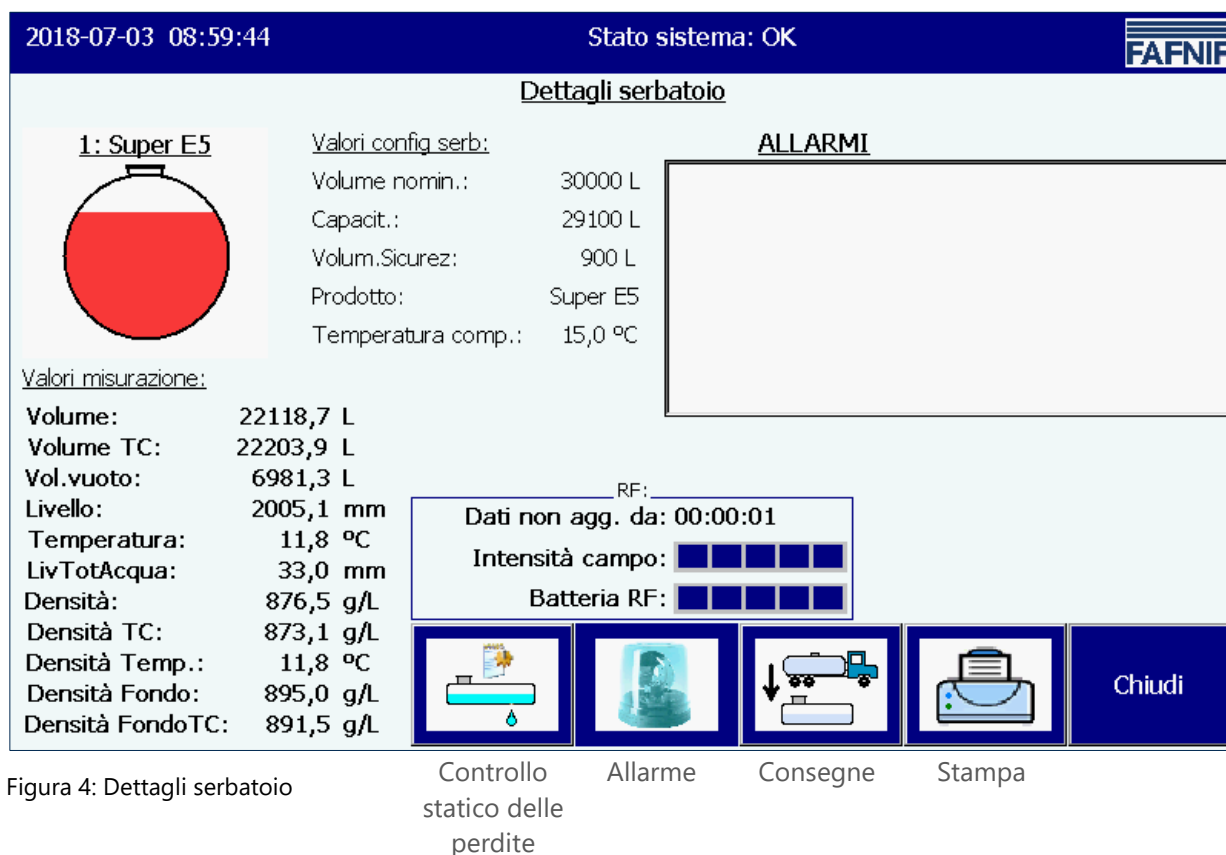 2018-07-03 08:59:44 Stato sistema: OK FAFNIR
Dettagli serbatoio
1: Super E5
Valori config serb:
Volume nomin.: 30000 L
Capacit.: 29100 L
Volum.Sicurez: 900 L
Prodotto: Super E5
Temperatura comp.: 15,0 ºC
ALLARMI
Valori misurazione:
Volume: 22118,7 L
Volume TC: 22203,9 L
Vol.vuoto: 6981,3 L
Livello: 2005,1 mm
Temperatura: 11,8 ºC
LivTotAcqua: 33,0 mm
Densità: 876,5 g/L
Densità TC: 873,1 g/L
Densità Temp.: 11,8 ºC
Densità Fondo: 895,0 g/L
Densità FondoTC: 891,5 g/L
RF:
Dati non agg. da: 00:00:01
Intensità campo:
Batteria RF:
Chiudi
Controllo
statico delle
perdite
Allarme
Consegne
Stampa
Figura 4: Dettagli serbatoio